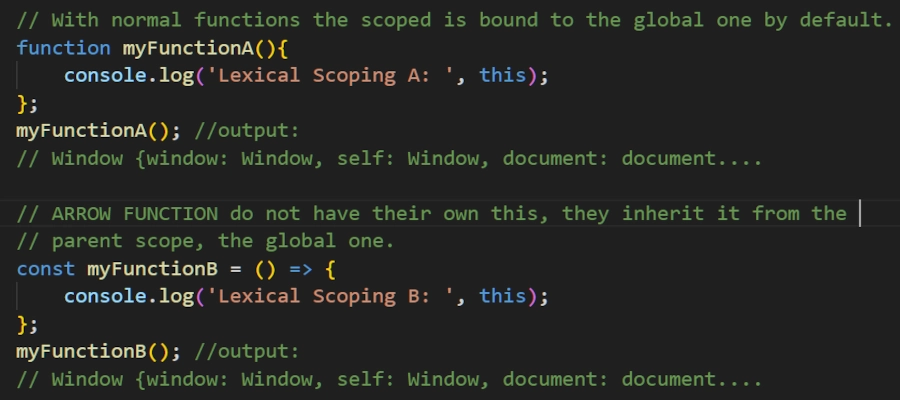 // With normal functions the scoped is bound to the global one by default.
function myFunctionA(){
    console.log('Lexical Scoping A: ', this);
};
myFunctionA(); //output:
// Window {window: Window, self: Window, document: document....
// ARROW FUNCTION do not have their own this, they inherit it from the
// parent scope, the global one.
const myFunctionB = () => {
    console.log('Lexical Scoping B: ', this);
};
myFunctionB(); //output:
// Window {window: Window, self: Window, document: document....